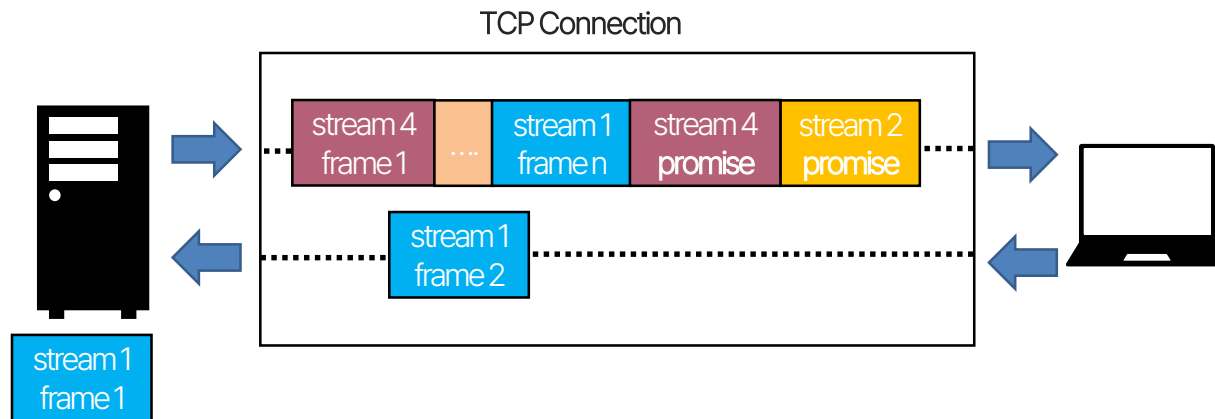 TCP Connection
stream 4
frame 1
....
stream 1
frame n
stream 4
promise
stream 2
promise
stream 1
frame 2
stream 1
frame 1